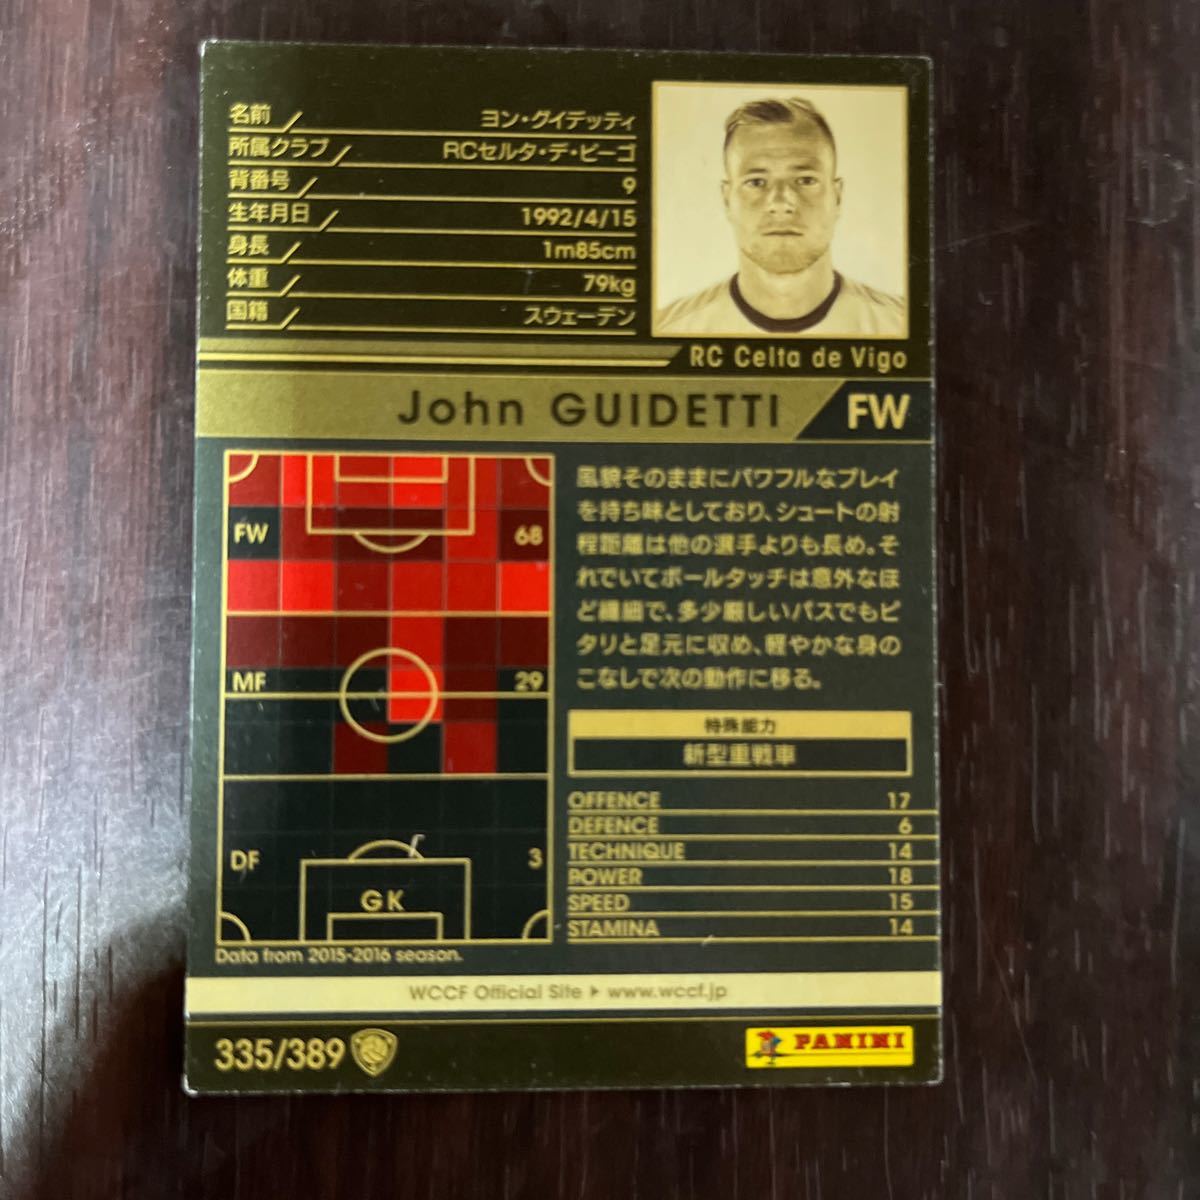 名前 ヨン・グイデッティ
所属クラブ RCセルタ・デ・ビーゴ
背番号 9
生年月日 1992/4/15
身長 1m85cm
体重 79kg
国籍 スウェーデン
RC Celta de Vigo
John GUIDETTI FW
FW 68
MF 29
DF 3
GK
Data from 2015-2016 season.
風貌そのままにパワフルなプレイ
を持ち味としており、シュートの射
程距離は他の選手よりも長め。そ
れでいてボールタッチは意外なほ
ど繊細で、多少厳しいパスでもピ
タリと足元に収め、軽やかな身の
こなしで次の動作に移る。
特殊能力
新型重戦車
OFFENCE 17
DEFENCE 6
TECHNIQUE 14
POWER 18
SPEED 15
STAMINA 14
WCCF Official Site ▶ www.wccf.jp
335/389
PANINI